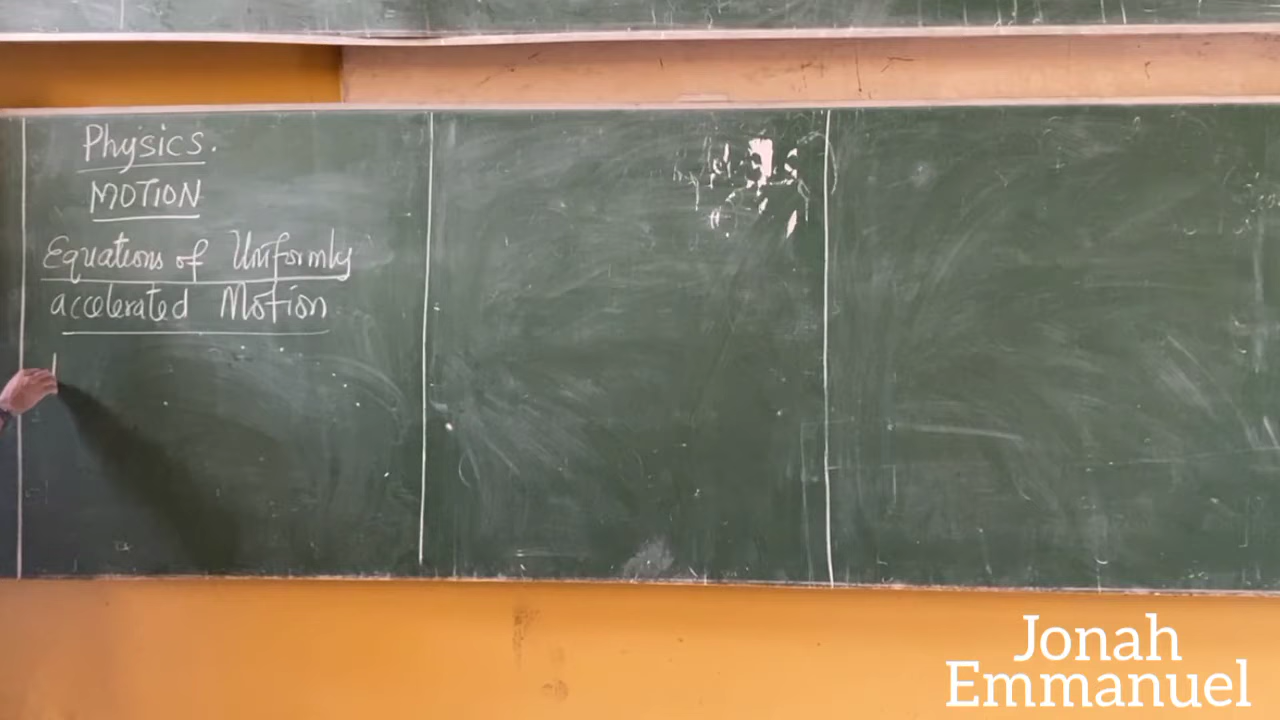 Physics.
MOTION
Equations of Uniformly
accelerated Motion
Jonah
Emmanuel